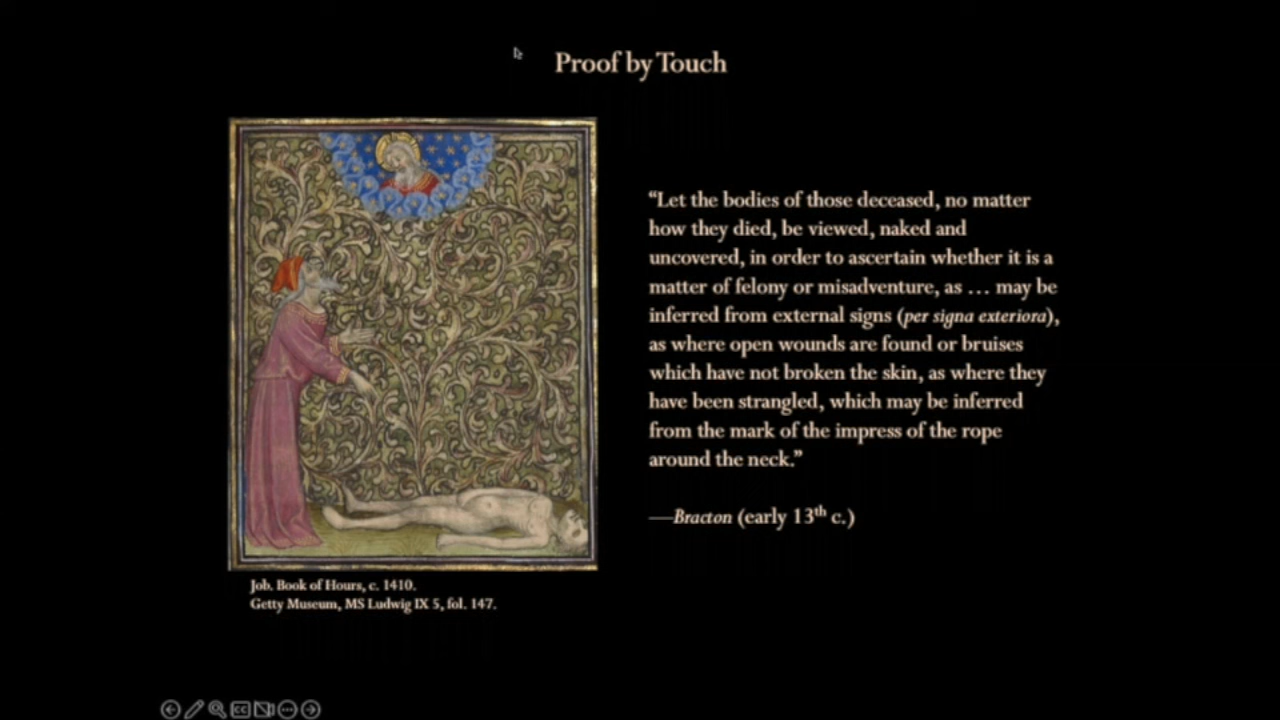 Proof by Touch
“Let the bodies of those deceased, no matter
how they died, be viewed, naked and
uncovered, in order to ascertain whether it is a
matter of felony or misadventure, as … may be
inferred from external signs (per signa exteriora),
as where open wounds are found or bruises
which have not broken the skin, as where they
have been strangled, which may be inferred
from the mark of the impress of the rope
around the neck.”
—Bracton (early 13th c.)
Job. Book of Hours, c. 1410.
Getty Museum, MS Ludwig IX 5, fol. 147.
CC